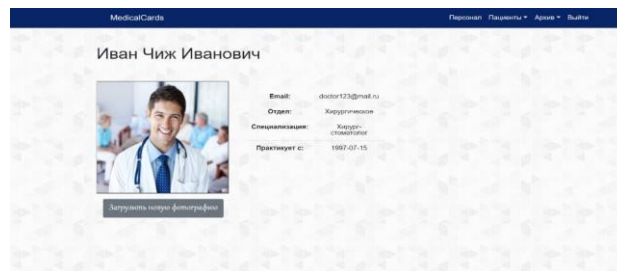 MedicalCards Персонал Пациенты Архив Выйти
Иван Чиж Иванович
Email: doctor123@mail.ru
Отдел: Хирургическое
Специализация: Хирург-
стоматолог
Практикует с: 1997-07-15
Загрузить новую фотографию